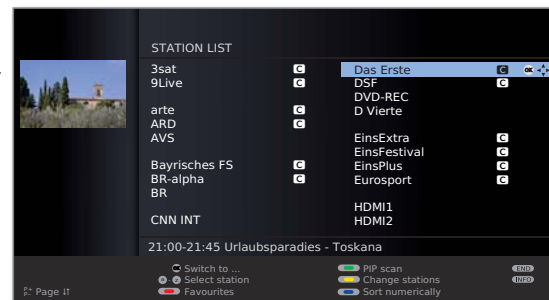 STATION LIST
3sat C
9Live C
arte C
ARD C
AVS
Bayrisches FS C
BR-alpha C
BR
CNN INT
Das Erste C OK
DSF C
DVD-REC
D Vierte
EinsExtra C
EinsFestival C
EinsPlus C
Eurosport C
HDMI1
HDMI2
21:00-21:45 Urlaubsparadies - Toskana
OK Switch to ...
Select station
Favourites
PIP scan
Change stations
Sort numerically
END
INFO
P+ P- Page